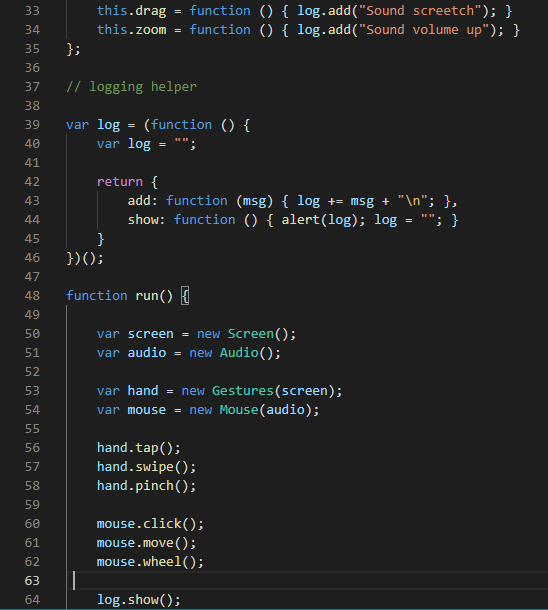 33 this.drag = function () { log.add("Sound screetch"); }
34 this.zoom = function () { log.add("Sound volume up"); }
35 };
36
37 // logging helper
38
39 var log = (function () {
40 var log = "";
41
42 return {
43 add: function (msg) { log += msg + "\n"; },
44 show: function () { alert(log); log = ""; }
45 }
46 })();
47
48 function run() {
49
50 var screen = new Screen();
51 var audio = new Audio();
52
53 var hand = new Gestures(screen);
54 var mouse = new Mouse(audio);
55
56 hand.tap();
57 hand.swipe();
58 hand.pinch();
59
60 mouse.click();
61 mouse.move();
62 mouse.wheel();
63
64 log.show();